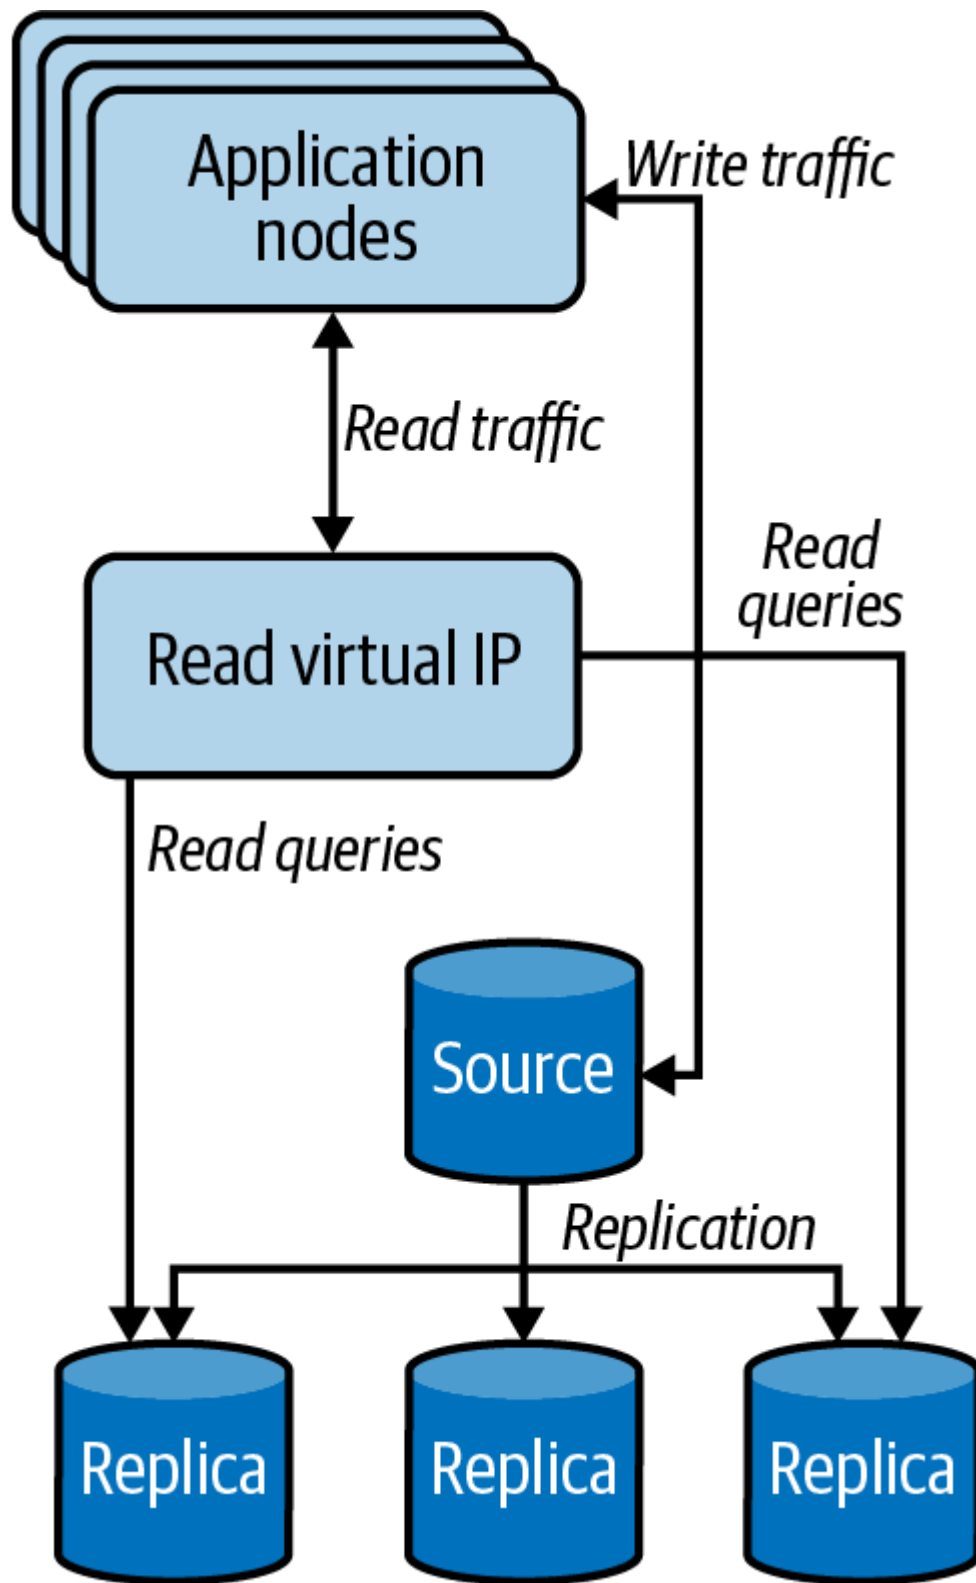 Application
nodes
Write traffic
Read traffic
Read
queries
Read virtual IP
Read queries
Source
Replication
Replica
Replica
Replica